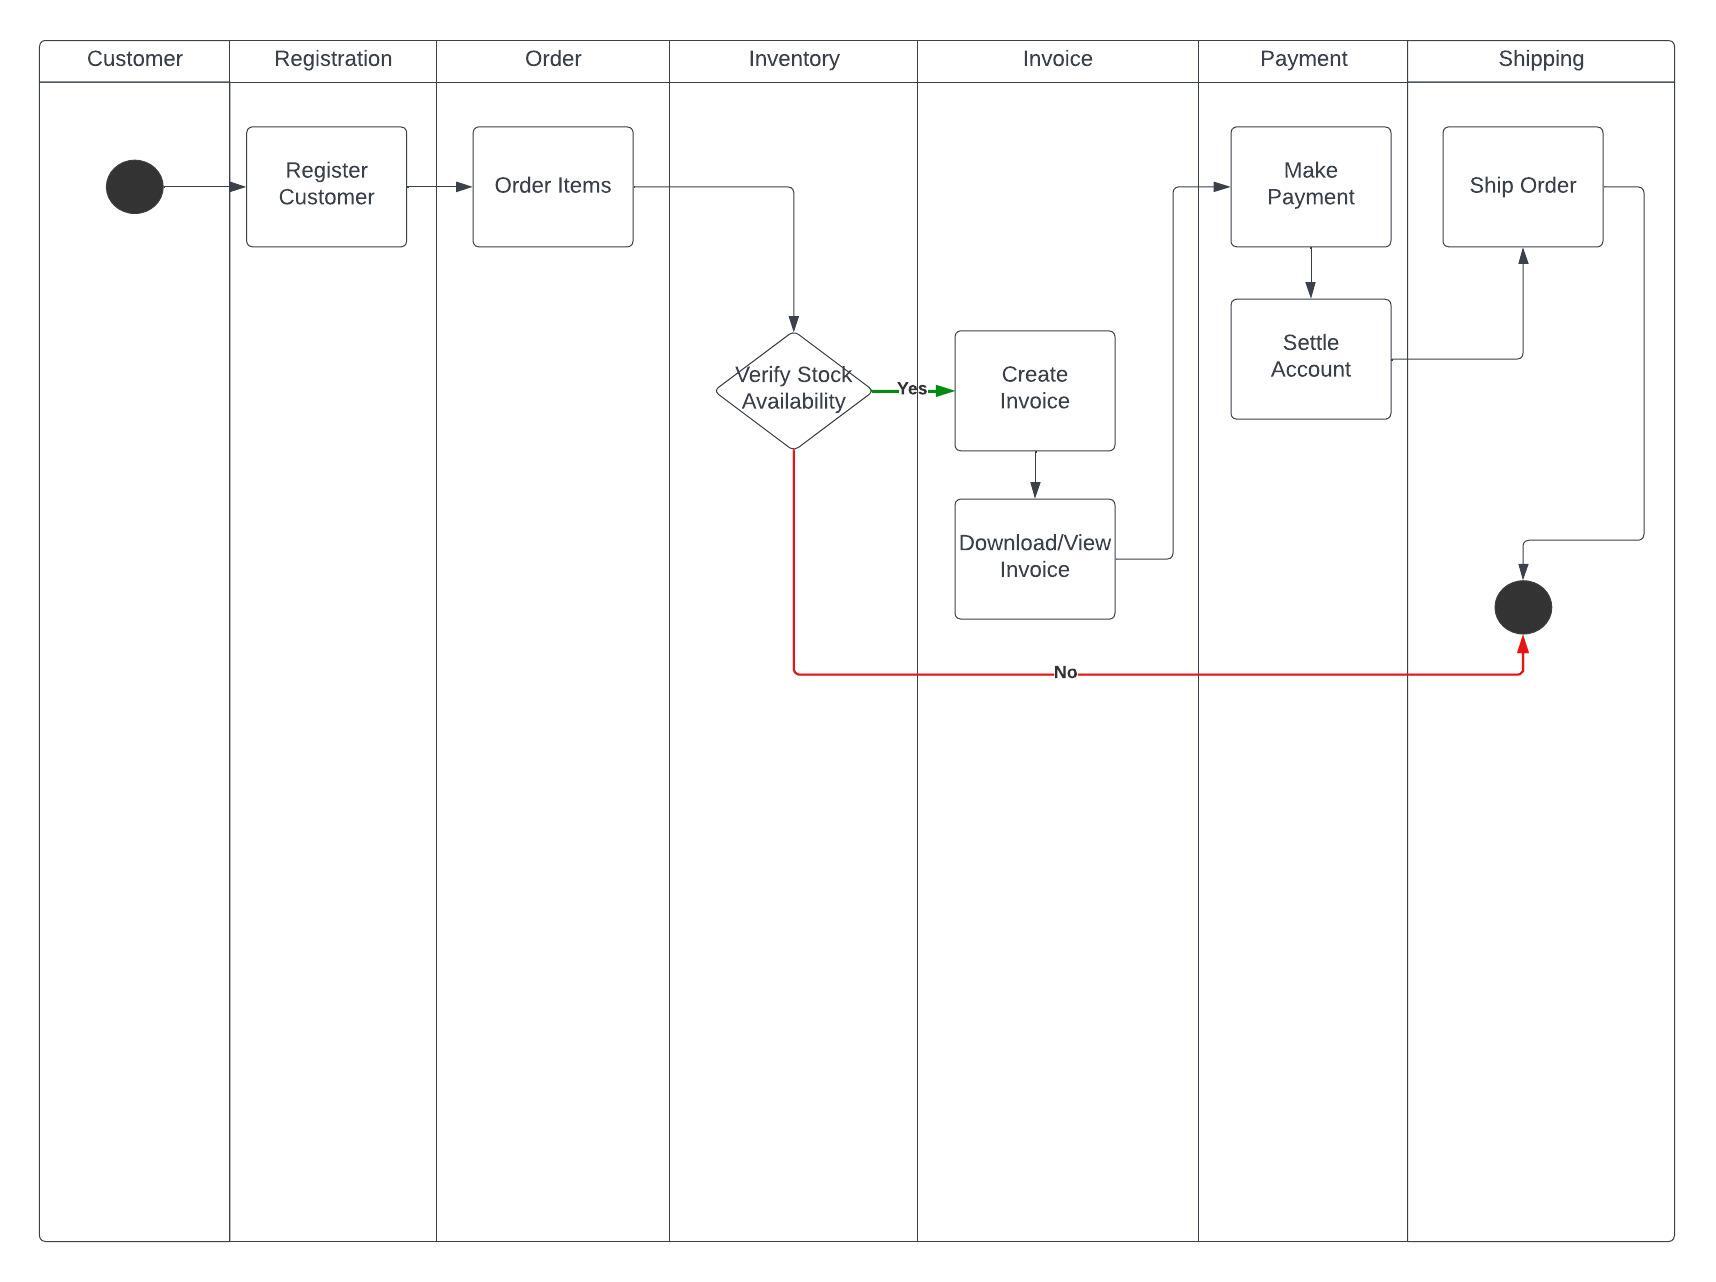 Customer
Registration
Order
Inventory
Invoice
Payment
Shipping
Register
Customer
Order Items
Make
Payment
Ship Order
Settle
Account
Verify Stock
Availability
Yes
Create
Invoice
Download/View
Invoice
No